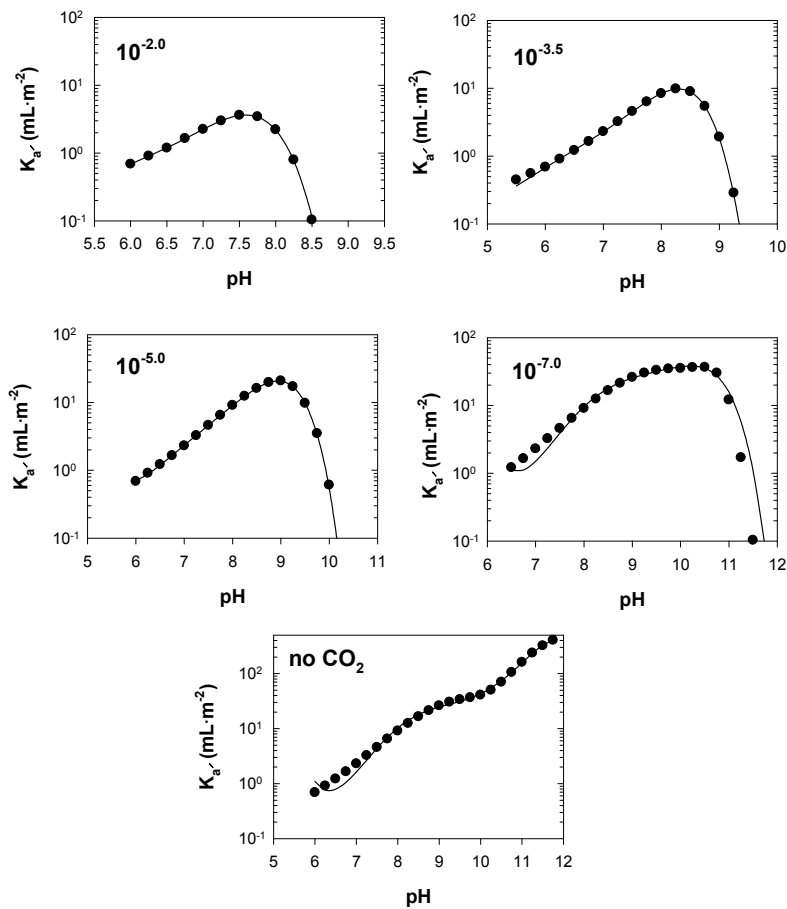 10² 10¹ 10⁰ 10⁻¹
Kₐ′ (mL·m⁻²)
10⁻²·⁰
5.5 6.0 6.5 7.0 7.5 8.0 8.5 9.0 9.5
pH
10² 10¹ 10⁰ 10⁻¹
Kₐ′ (mL·m⁻²)
10⁻³·⁵
5 6 7 8 9 10
pH
10² 10¹ 10⁰ 10⁻¹
Kₐ′ (mL·m⁻²)
10⁻⁵·⁰
5 6 7 8 9 10 11
pH
10² 10¹ 10⁰ 10⁻¹
Kₐ′ (mL·m⁻²)
10⁻⁷·⁰
6 7 8 9 10 11 12
pH
10² 10¹ 10⁰ 10⁻¹
Kₐ′ (mL·m⁻²)
no CO₂
5 6 7 8 9 10 11 12
pH